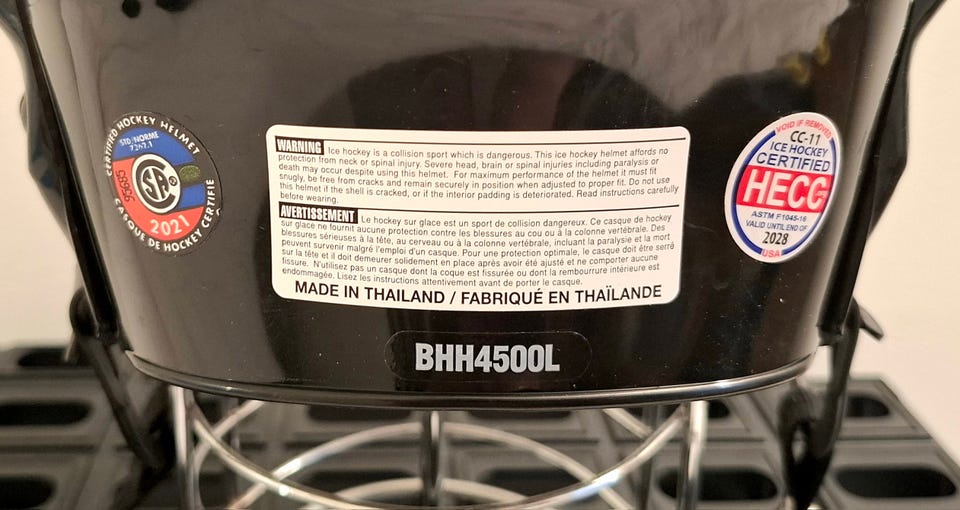 CERTIFIED HOCKEY HELMET
STD/NORME
Z262.1
58956
SA®
2021
CASQUE DE HOCKEY CERTIFIÉ
WARNING Ice hockey is a collision sport which is dangerous. This ice hockey helmet affords no
protection from neck or spinal injury. Severe head, brain or spinal injuries including paralysis or
death may occur despite using this helmet. For maximum performance of the helmet it must fit
snugly, be free from cracks and remain securely in position when adjusted to proper fit. Do not use
this helmet if the shell is cracked, or if the interior padding is deteriorated. Read instructions carefully
before wearing.
AVERTISSEMENT Le hockey sur glace est un sport de collision dangereux. Ce casque de hockey
sur glace ne fournit aucune protection contre les blessures au cou ou à la colonne vertébrale. Des
blessures sérieuses à la tête, au cerveau ou à la colonne vertébrale, incluant la paralysie et la mort
peuvent survenir malgré l'emploi d'un casque. Pour une protection optimale, le casque doit être serré
sur la tête et il doit demeurer solidement en place après avoir été ajusté et ne comporter aucune
fissure. N'utilisez pas un casque dont la coque est fissurée ou dont la rembourrure intérieure est
endommagée. Lisez les instructions attentivement avant de porter le casque.
MADE IN THAILAND / FABRIQUÉ EN THAÏLANDE
BHH4500L
VOID IF REMOVED
CC-11
ICE HOCKEY
CERTIFIED
HECC
ASTM F1045-16
VALID UNTIL END OF
2028
USA